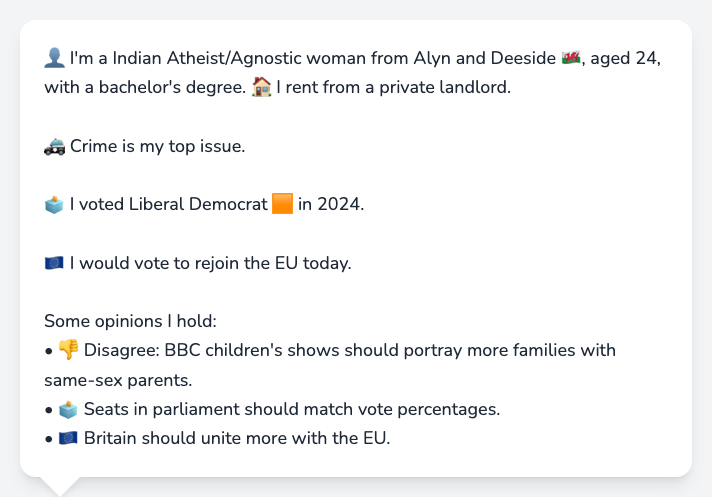 👤 I'm a Indian Atheist/Agnostic woman from Alyn and Deeside 🏴󠁧󠁢󠁷󠁬󠁳󠁿, aged 24,
with a bachelor's degree. 🏠 I rent from a private landlord.
🚓 Crime is my top issue.
🗳️ I voted Liberal Democrat 🟧 in 2024.
🇪🇺 I would vote to rejoin the EU today.
Some opinions I hold:
• 👎 Disagree: BBC children's shows should portray more families with
same-sex parents.
• 🗳️ Seats in parliament should match vote percentages.
• 🇪🇺 Britain should unite more with the EU.